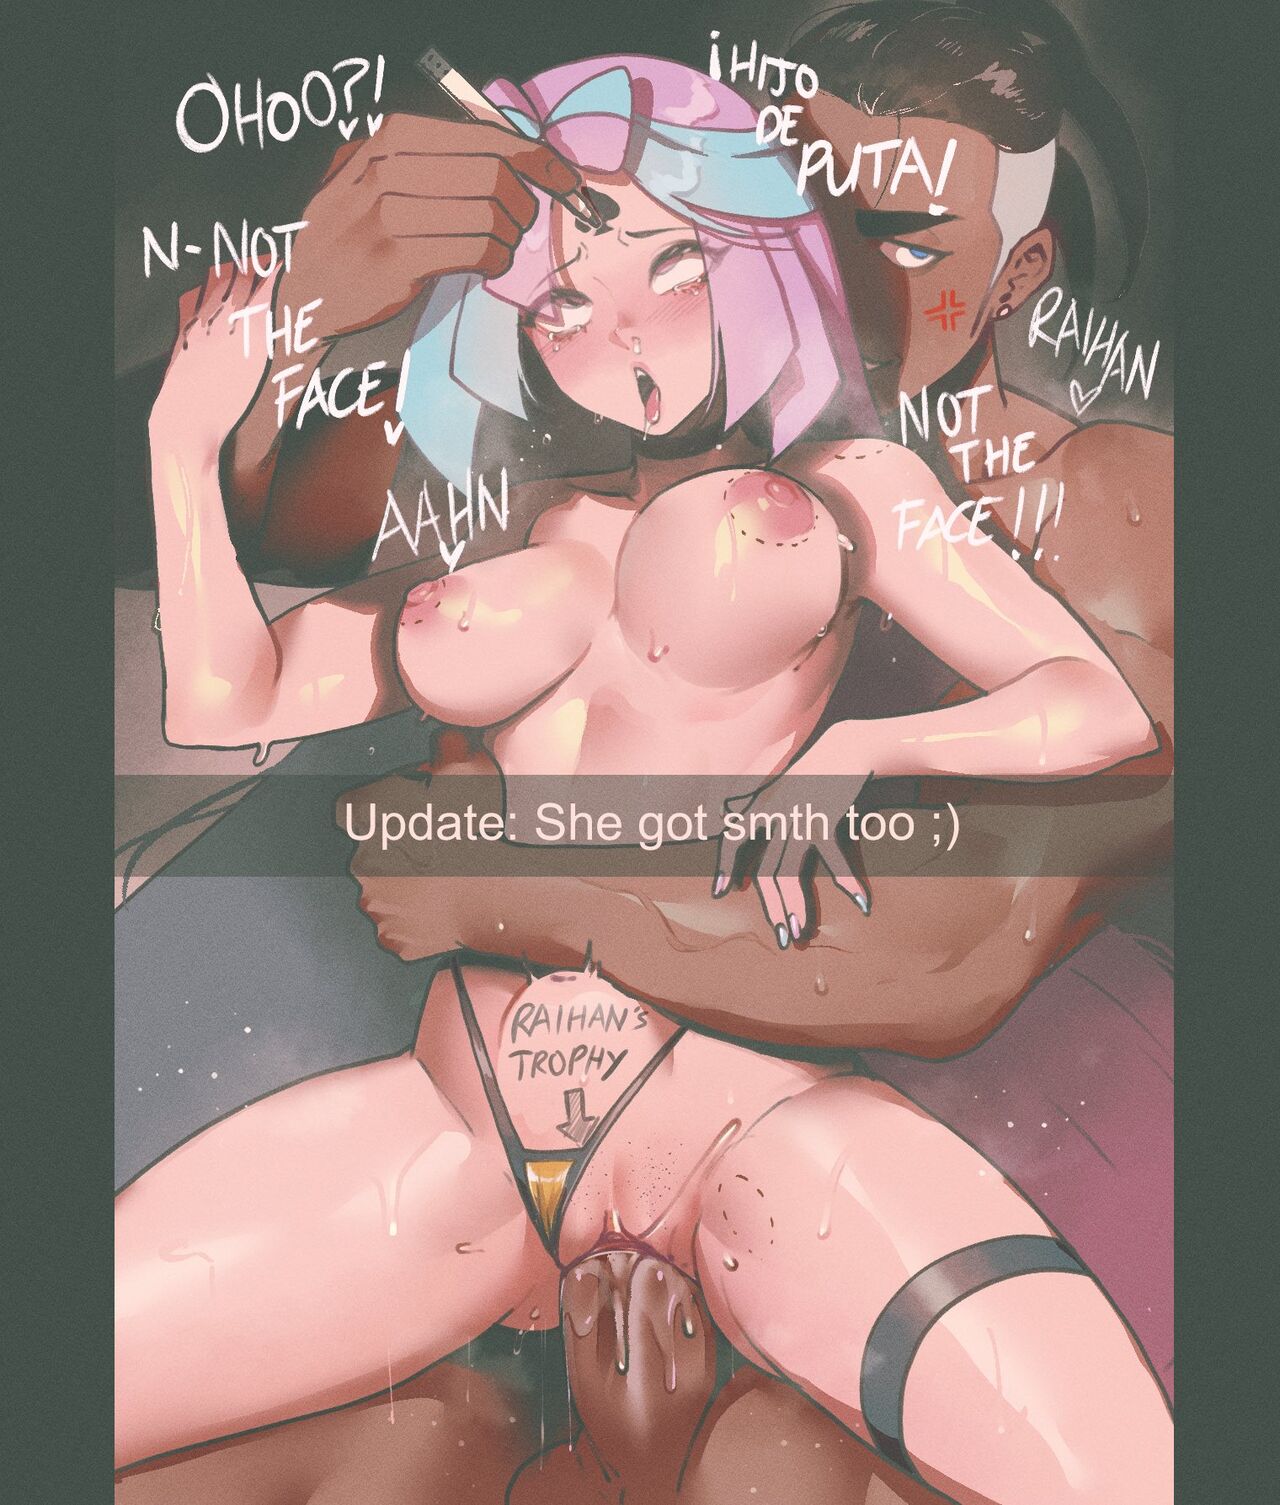 OHOO?!
N-NOT
THE
FACE!
AAHN
¡HIJO
DE
PUTA!
RAIHAN
NOT
THE
FACE!!!
Update: She got smth too ;)
RAIHAN's
TROPHY